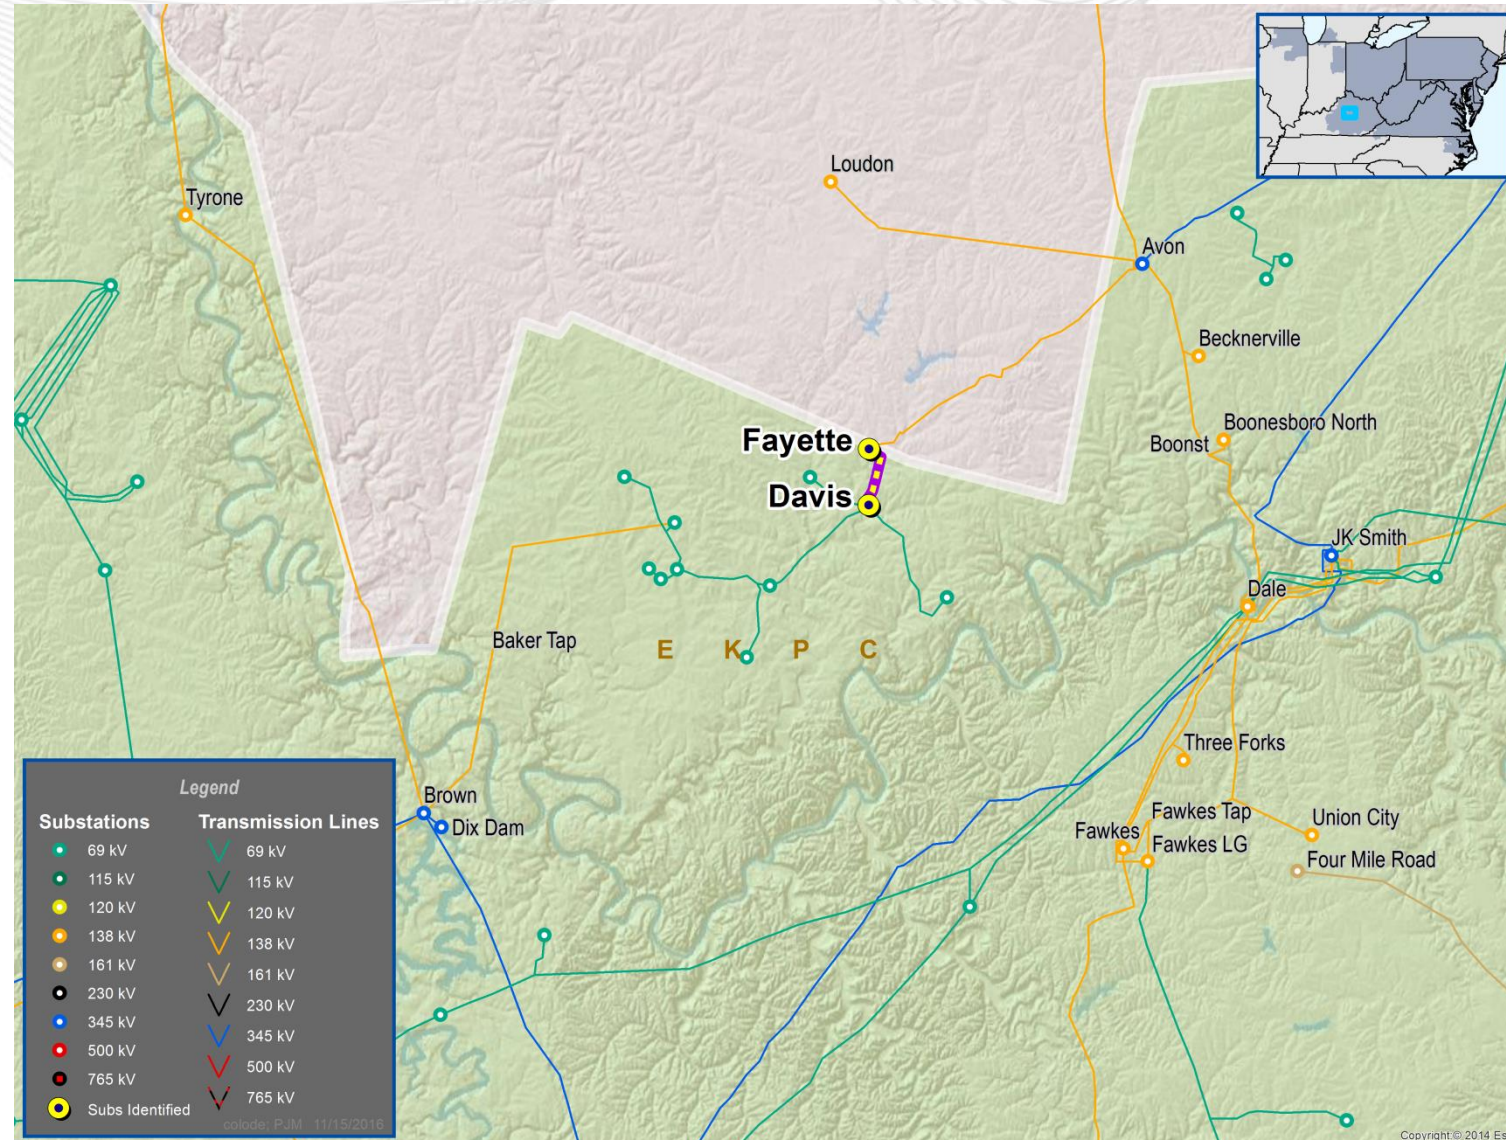 Loudon
Tyrone
Avon
Becknerville
Boonesboro North
Boonst
Fayette
Davis
JK Smith
Dale
Baker Tap
E K P C
Three Forks
Brown
Dix Dam
Fawkes Tap
Union City
Fawkes
Fawkes LG
Four Mile Road
Legend
Substations
69 kV
115 kV
120 kV
138 kV
161 kV
230 kV
345 kV
500 kV
765 kV
Subs Identified
Transmission Lines
69 kV
115 kV
120 kV
138 kV
161 kV
230 kV
345 kV
500 kV
765 kV
colode; PJM 11/15/2016
Copyright:© 2014 Es